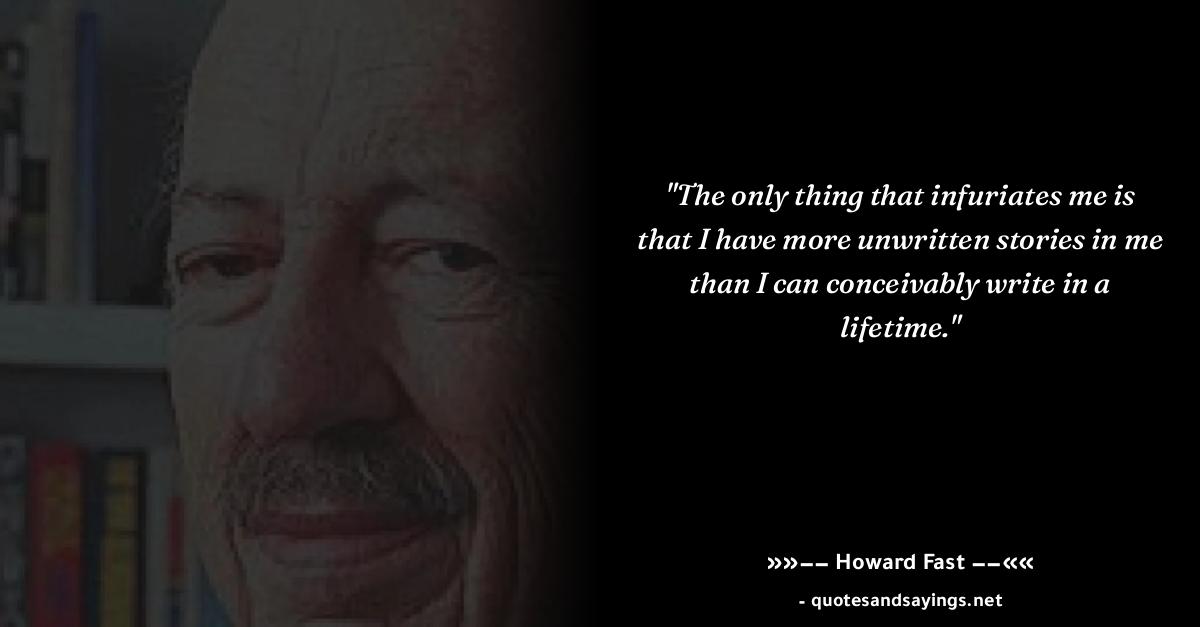 "The only thing that infuriates me is
that I have more unwritten stories in me
than I can conceivably write in a
lifetime."
»»–– Howard Fast ––««
- quotesandsayings.net